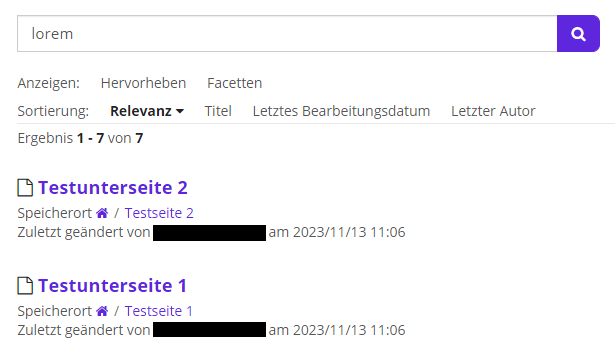 lorem
Anzeigen: Hervorheben Facetten
Sortierung: Relevanz Titel Letztes Bearbeitungsdatum Letzter Autor
Ergebnis 1 - 7 von 7
Testunterseite 2
Speicherort / Testseite 2
Zuletzt geändert von am 2023/11/13 11:06
Testunterseite 1
Speicherort / Testseite 1
Zuletzt geändert von am 2023/11/13 11:06